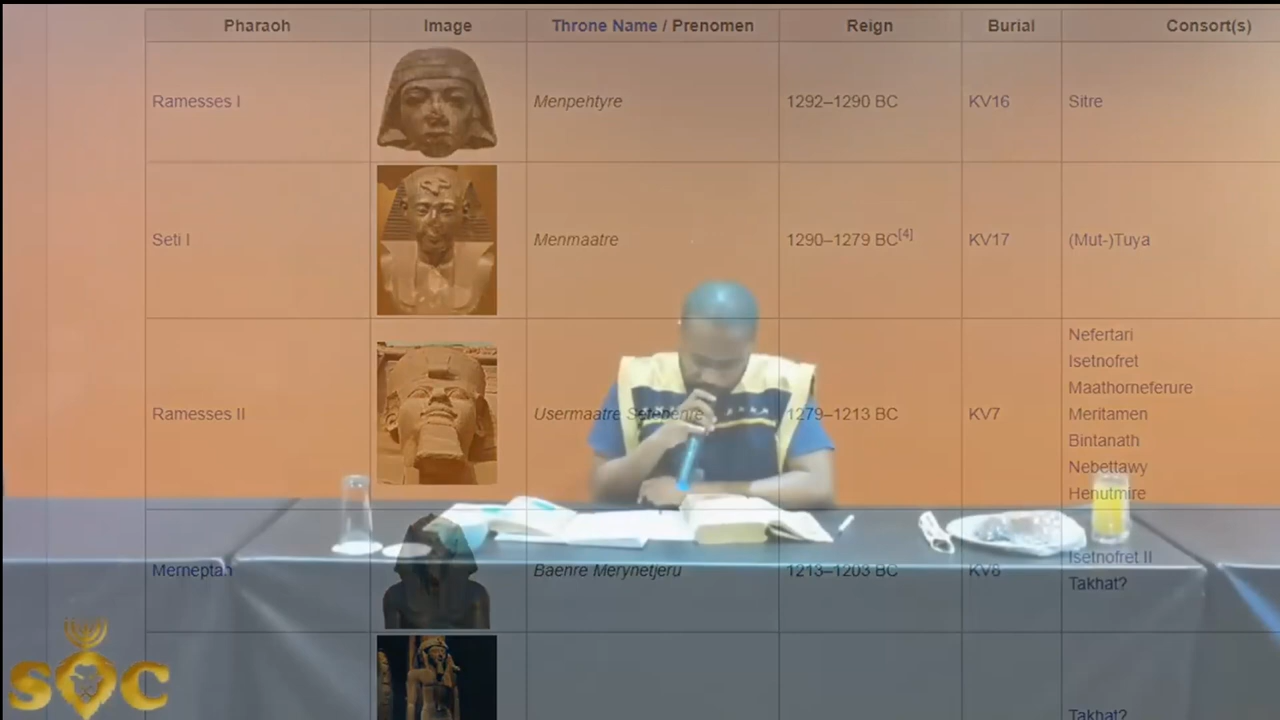 Pharaoh Image Throne Name / Prenomen Reign Burial Consort(s)
Ramesses I Menpehtyre 1292–1290 BC KV16 Sitre
Seti I Menmaatre 1290–1279 BC[4] KV17 (Mut-)Tuya
Nefertari
Isetnofret
Maathorneferure
Ramesses II Usermaatre Setepenre 1279–1213 BC KV7 Meritamen
Bintanath
Nebettawy
Henutmire
Isetnofret II
Merneptah Baenre Merynetjeru 1213–1203 BC KV8
Takhat?
Takhat?
SOC